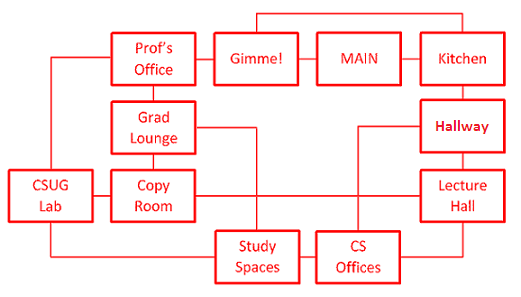 Prof's
Office
Gimme!
MAIN
Kitchen
Grad
Lounge
Hallway
CSUG
Lab
Copy
Room
Lecture
Hall
Study
Spaces
CS
Offices